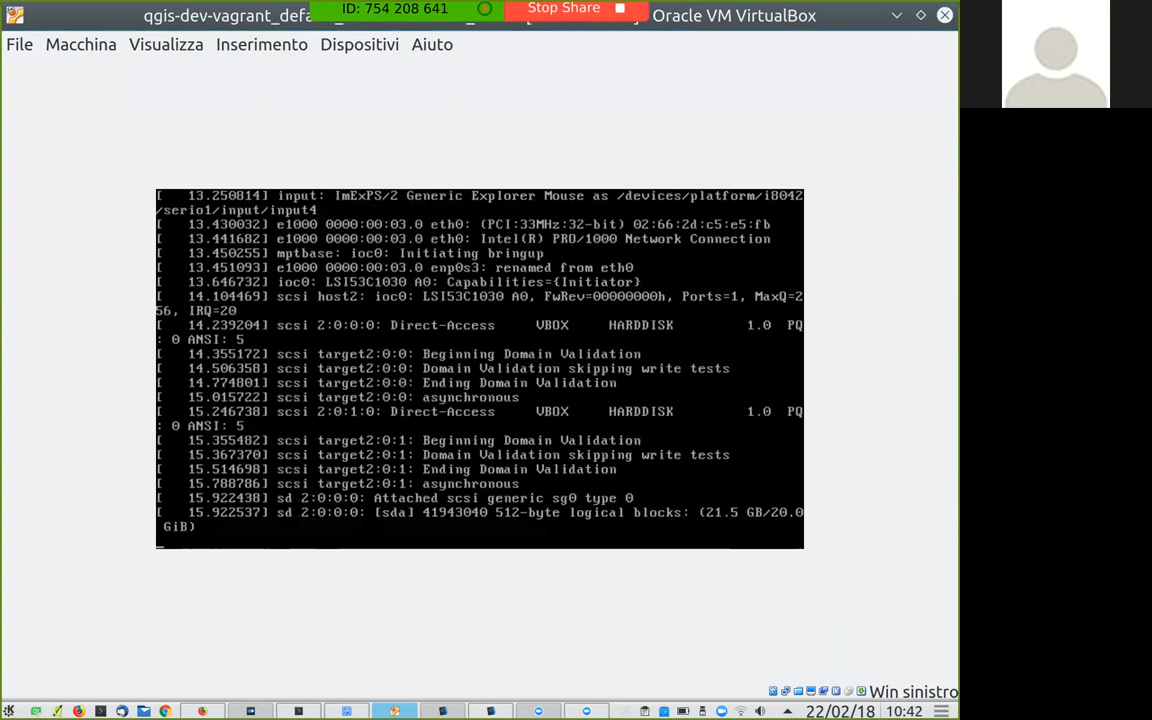 qgis-dev-vagrant_defa
ID: 754 208 641
Stop Share
Oracle VM VirtualBox
File Macchina Visualizza Inserimento Dispositivi Aiuto
[ 13.250814] input: ImExPS/2 Generic Explorer Mouse as /devices/platform/i8042
/serio1/input/input4
[ 13.430032] e1000 0000:00:03.0 eth0: (PCI:33MHz:32-bit) 02:66:2d:c5:e5:fb
[ 13.441682] e1000 0000:00:03.0 eth0: Intel(R) PRO/1000 Network Connection
[ 13.450255] mptbase: ioc0: Initiating bringup
[ 13.451093] e1000 0000:00:03.0 enp0s3: renamed from eth0
[ 13.646732] ioc0: LSI53C1030 A0: Capabilities={Initiator}
[ 14.104469] scsi host2: ioc0: LSI53C1030 A0, FwRev=00000000h, Ports=1, MaxQ=2
56, IRQ=20
[ 14.239204] scsi 2:0:0:0: Direct-Access VBOX HARDDISK 1.0 PQ
: 0 ANSI: 5
[ 14.355172] scsi target2:0:0: Beginning Domain Validation
[ 14.506358] scsi target2:0:0: Domain Validation skipping write tests
[ 14.774801] scsi target2:0:0: Ending Domain Validation
[ 15.015722] scsi target2:0:0: asynchronous
[ 15.246738] scsi 2:0:1:0: Direct-Access VBOX HARDDISK 1.0 PQ
: 0 ANSI: 5
[ 15.355482] scsi target2:0:1: Beginning Domain Validation
[ 15.367370] scsi target2:0:1: Domain Validation skipping write tests
[ 15.514698] scsi target2:0:1: Ending Domain Validation
[ 15.788786] scsi target2:0:1: asynchronous
[ 15.922438] sd 2:0:0:0: Attached scsi generic sg0 type 0
[ 15.922537] sd 2:0:0:0: [sda] 41943040 512-byte logical blocks: (21.5 GB/20.0
GiB)
Win sinistro
22/02/18 10:42